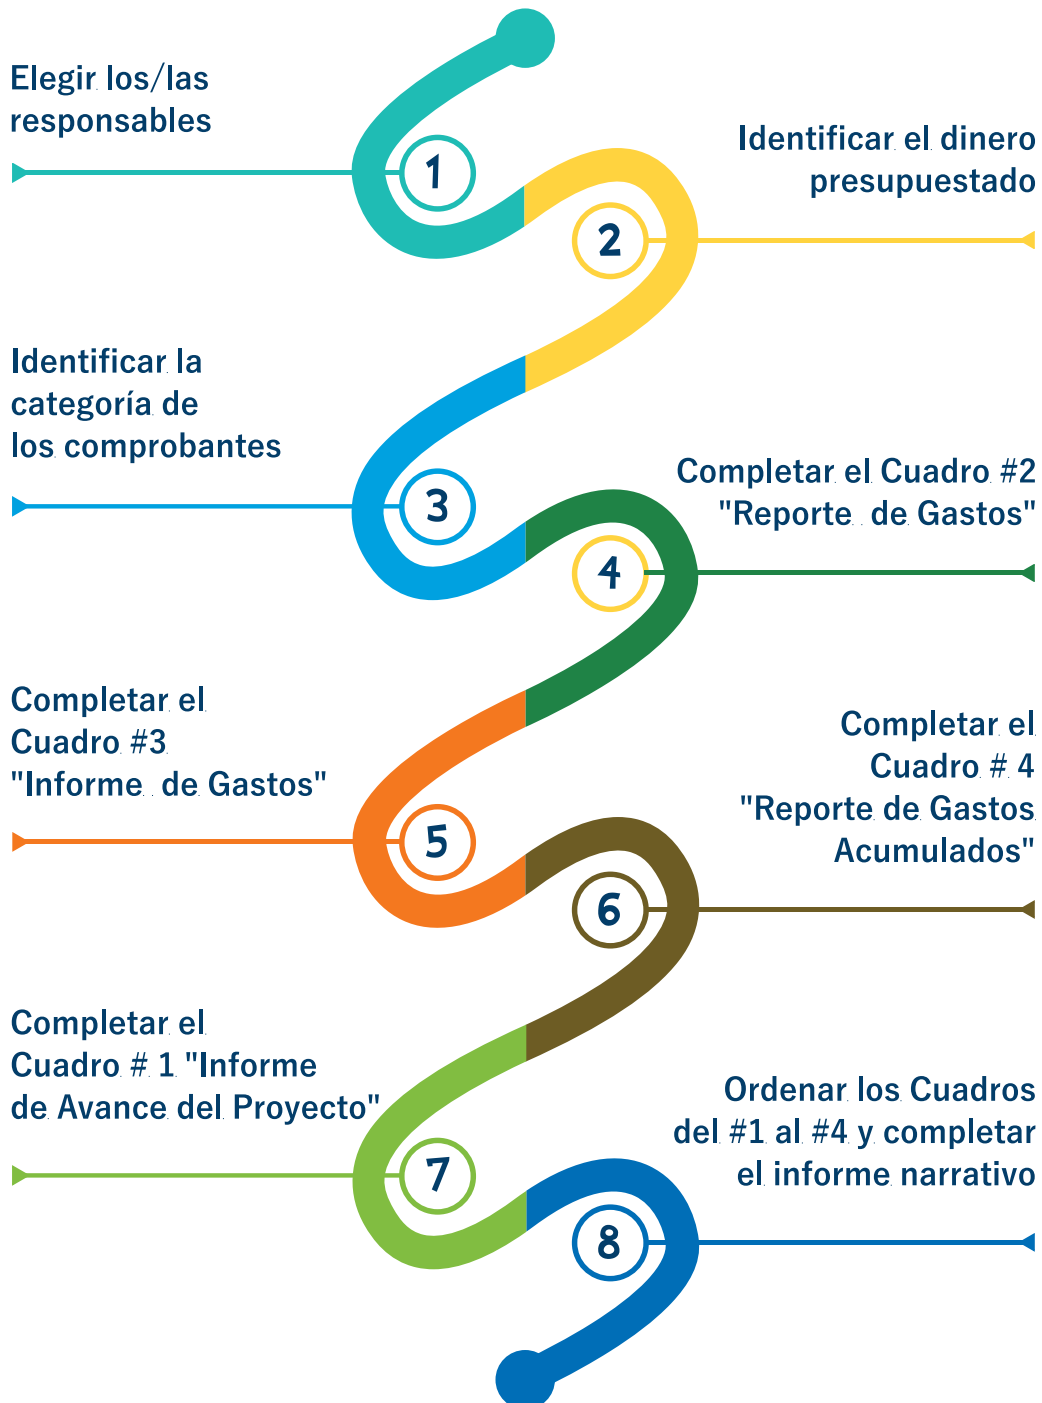 Elegir los/las
responsables
1
Identificar el dinero
presupuestado
2
Identificar la
categoría de
los comprobantes
3
Completar el Cuadro #2
"Reporte de Gastos"
4
Completar el
Cuadro #3
"Informe de Gastos"
5
Completar el
Cuadro # 4
"Reporte de Gastos
Acumulados"
6
Completar el
Cuadro # 1 "Informe
de Avance del Proyecto"
7
Ordenar los Cuadros
del #1 al #4 y completar
el informe narrativo
8